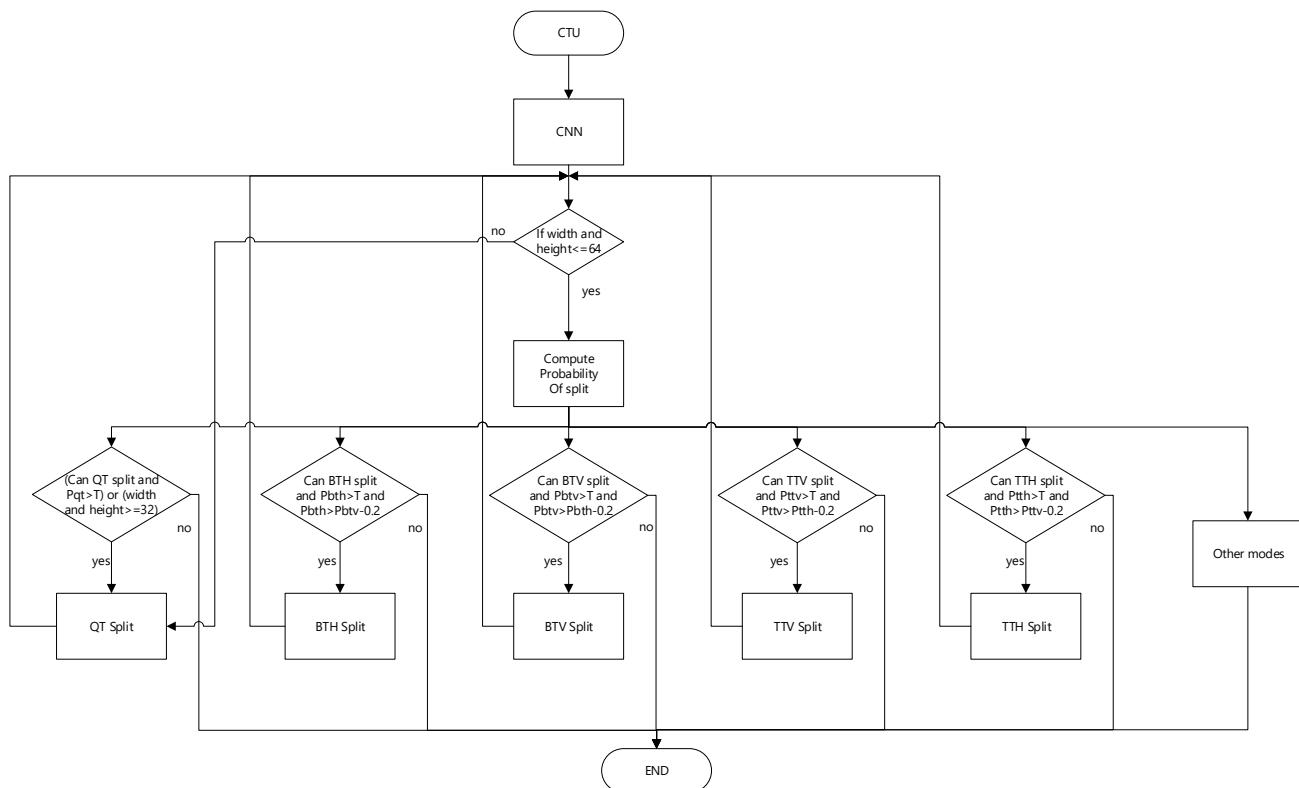 CTU
CNN
no
If width and
height<=64
yes
Compute
Probability
Of split
(Can QT split and
Pqt>T) or (width
and height>=32)
no
yes
Can BTH split
and Pbth>T and
Pbth>Pbtv-0.2
no
yes
Can BTV split
and Pbtv>T and
Pbtv>Pbth-0.2
no
yes
Can TTV split
and Pttv>T and
Pttv>Ptth-0.2
no
yes
Can TTH split
and Ptth>T and
Ptth>Pttv-0.2
no
yes
Other modes
QT Split
BTH Split
BTV Split
TTV Split
TTH Split
END